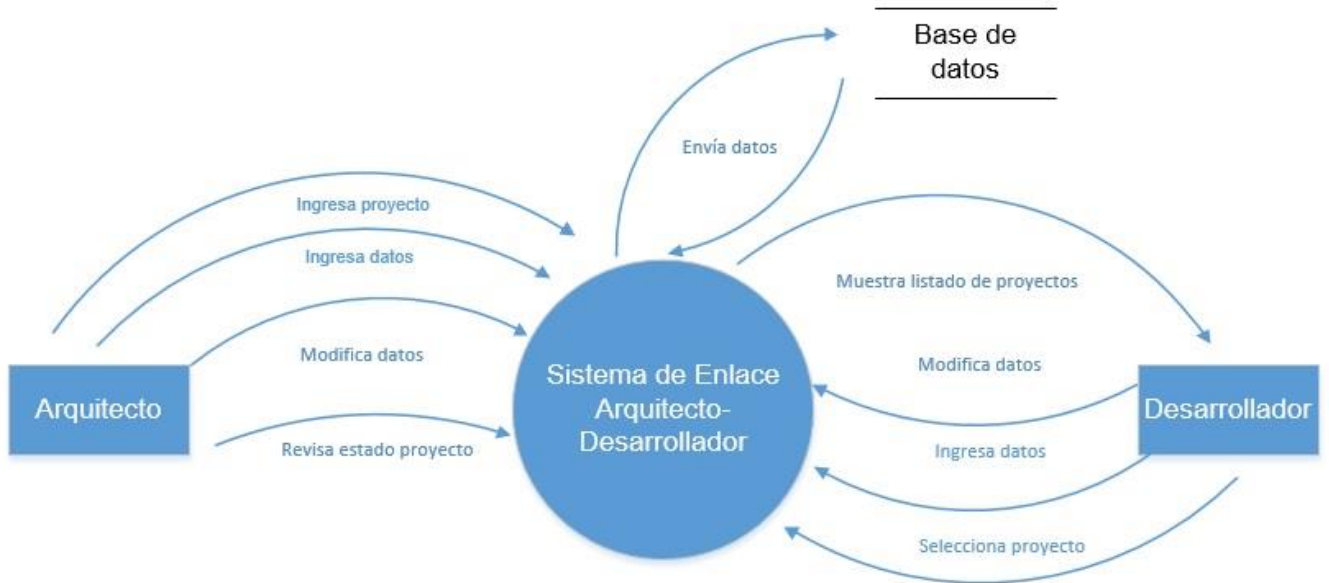 Base de
datos
Envía datos
Ingresa proyecto
Ingresa datos
Muestra listado de proyectos
Modifica datos
Modifica datos
Sistema de Enlace
Arquitecto-
Desarrollador
Arquitecto
Desarrollador
Revisa estado proyecto
Ingresa datos
Selecciona proyecto